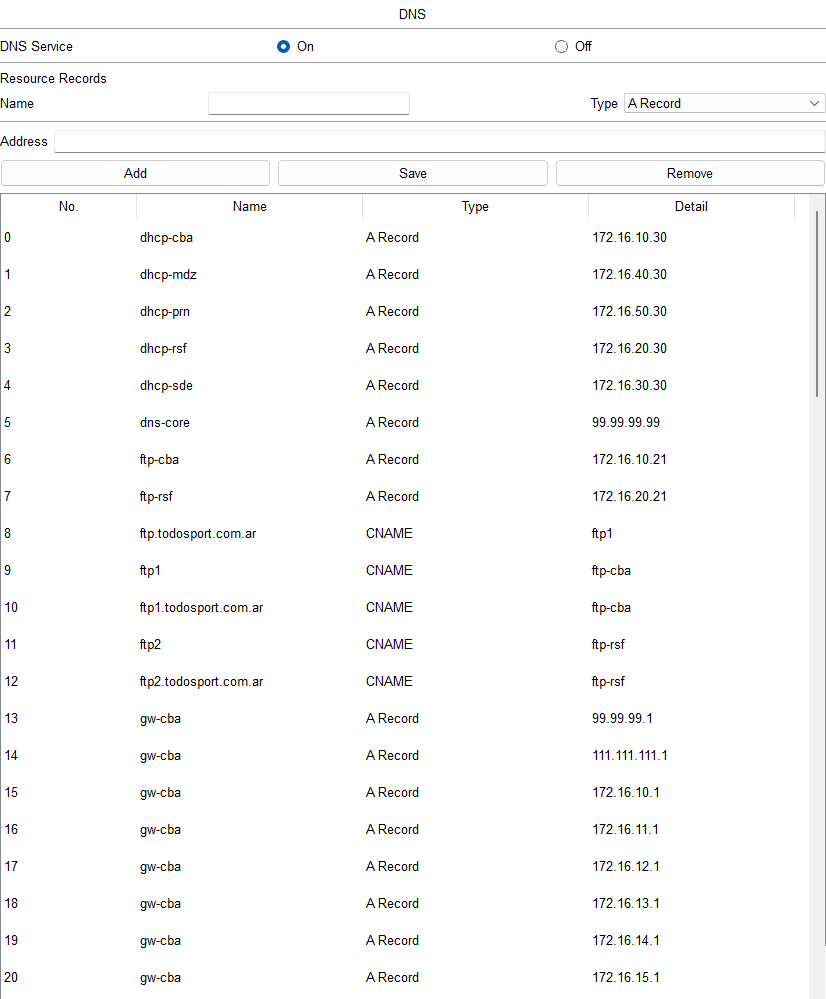 DNS
DNS Service On Off
Resource Records
Name Type A Record
Address
Add Save Remove
No. Name Type Detail
0 dhcp-cba A Record 172.16.10.30
1 dhcp-mdz A Record 172.16.40.30
2 dhcp-prn A Record 172.16.50.30
3 dhcp-rsf A Record 172.16.20.30
4 dhcp-sde A Record 172.16.30.30
5 dns-core A Record 99.99.99.99
6 ftp-cba A Record 172.16.10.21
7 ftp-rsf A Record 172.16.20.21
8 ftp.todosport.com.ar CNAME ftp1
9 ftp1 CNAME ftp-cba
10 ftp1.todosport.com.ar CNAME ftp-cba
11 ftp2 CNAME ftp-rsf
12 ftp2.todosport.com.ar CNAME ftp-rsf
13 gw-cba A Record 99.99.99.1
14 gw-cba A Record 111.111.111.1
15 gw-cba A Record 172.16.10.1
16 gw-cba A Record 172.16.11.1
17 gw-cba A Record 172.16.12.1
18 gw-cba A Record 172.16.13.1
19 gw-cba A Record 172.16.14.1
20 gw-cba A Record 172.16.15.1